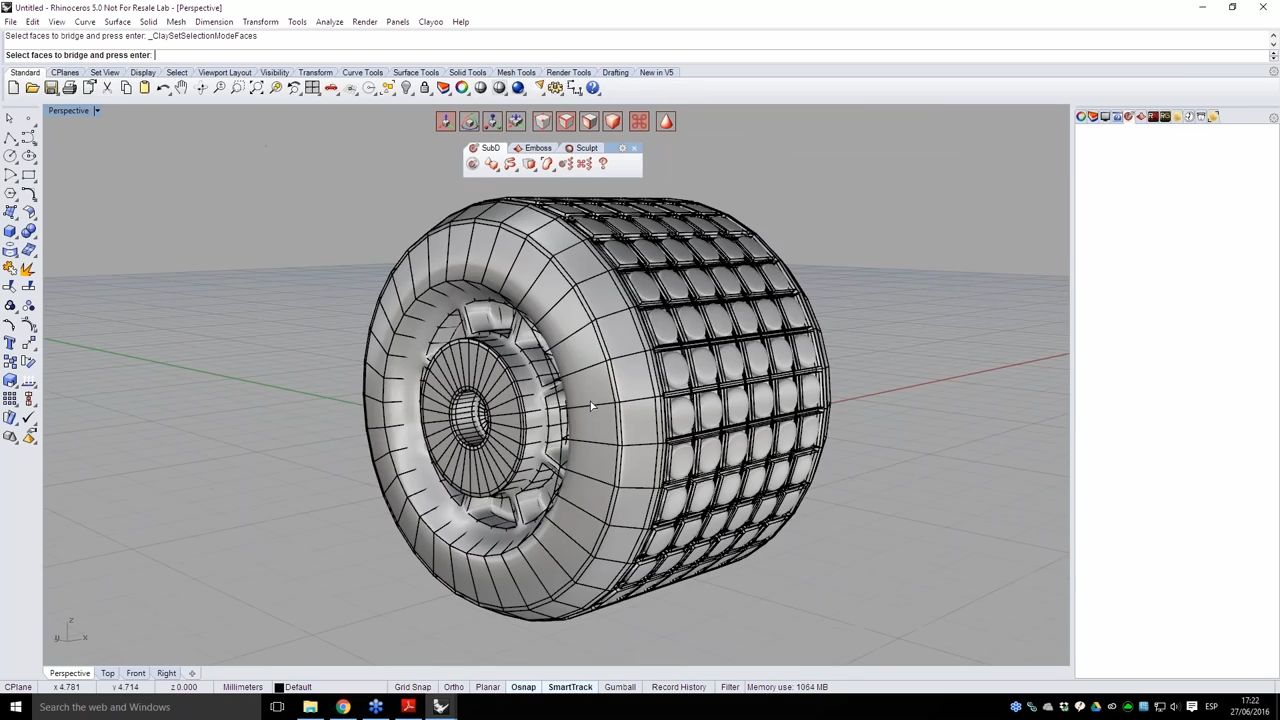 Untitled - Rhinoceros 5.0 Not For Resale Lab - [Perspective]
File Edit View Curve Surface Solid Mesh Dimension Transform Tools Analyze Render Panels Clayoo Help
Select faces to bridge and press enter: _ClaySetSelectionModeFaces
Select faces to bridge and press enter:
Standard CPlanes Set View Display Select Viewport Layout Visibility Transform Curve Tools Surface Tools Solid Tools Mesh Tools Render Tools Drafting New in V5
Perspective
SubD Emboss Sculpt
z
y x
Perspective Top Front Right
CPlane x 4.781 y 4.714 z 0.000 Millimeters Default Grid Snap Ortho Planar Osnap SmartTrack Gumball Record History Filter Memory use: 1064 MB
Search the web and Windows
ESP
17:22
27/06/2016